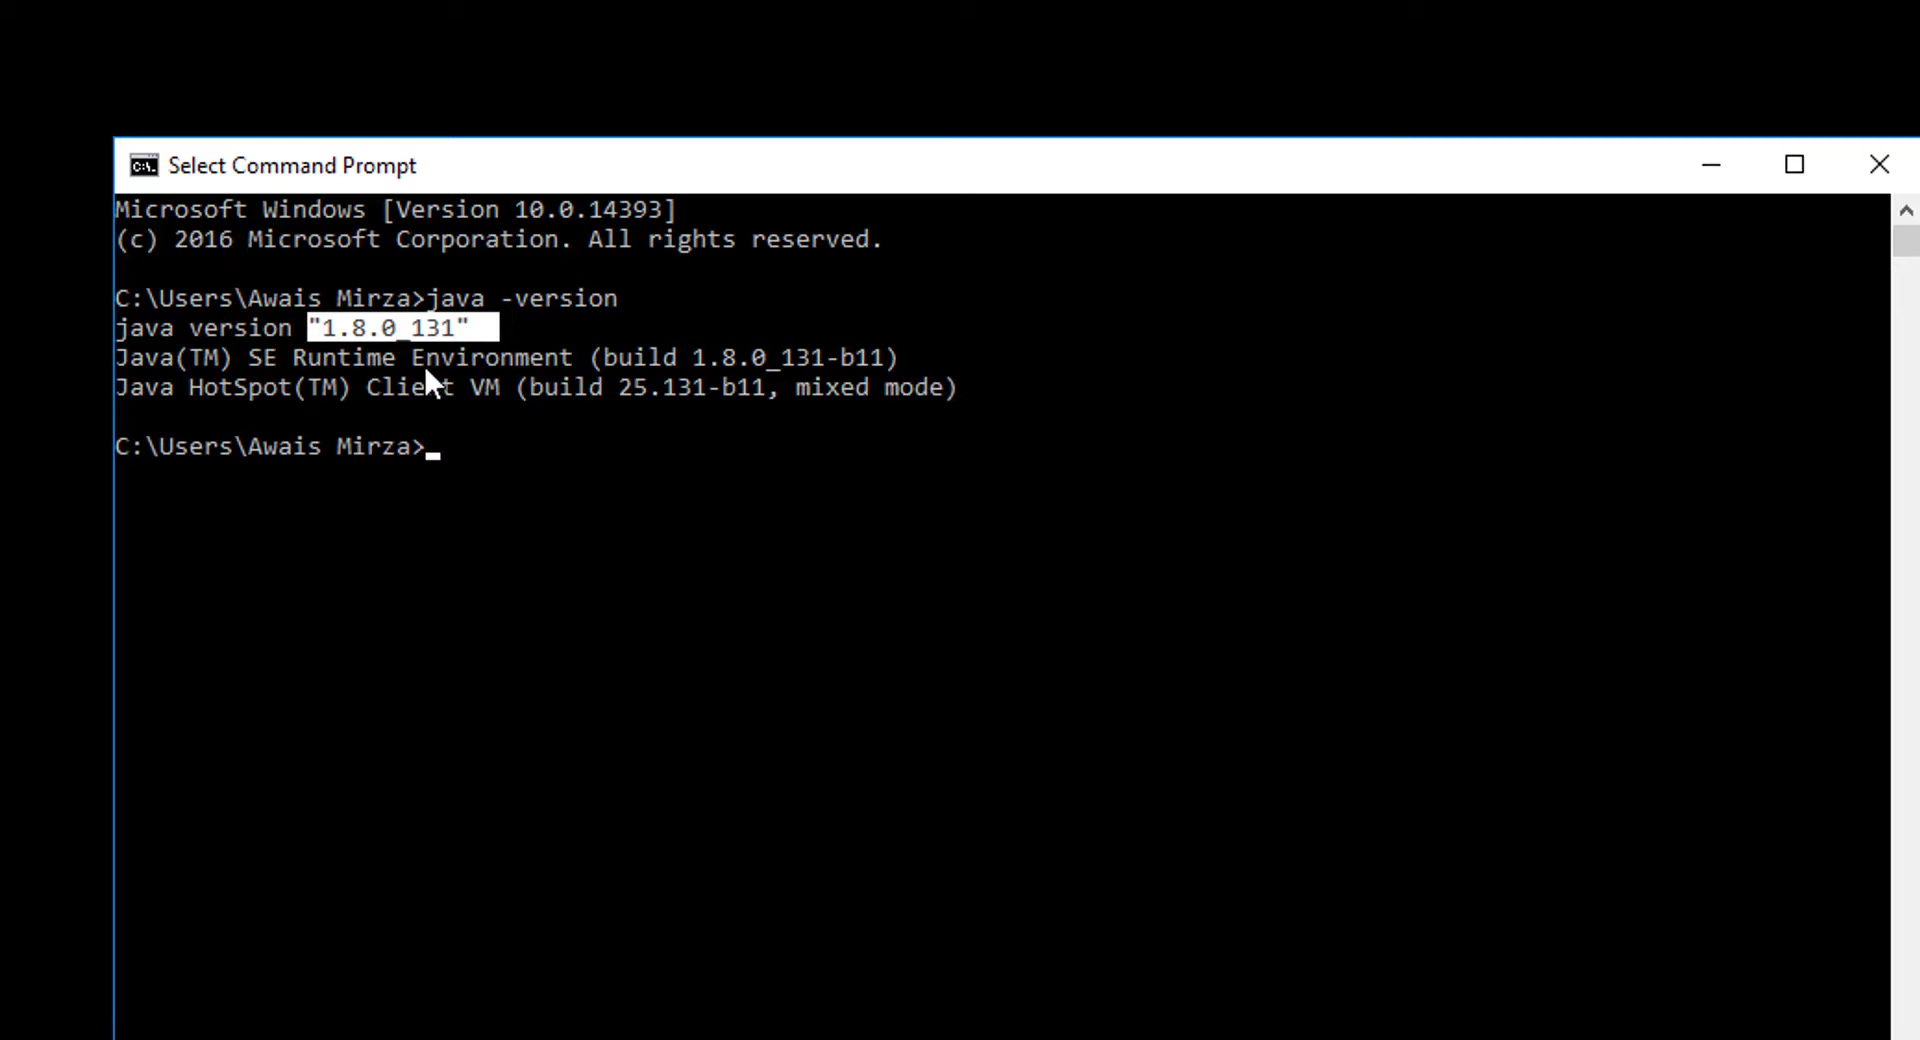 Select Command Prompt
Microsoft Windows [Version 10.0.14393]
(c) 2016 Microsoft Corporation. All rights reserved.
C:\Users\Awais Mirza>java -version
java version "1.8.0_131"
Java(TM) SE Runtime Environment (build 1.8.0_131-b11)
Java HotSpot(TM) Client VM (build 25.131-b11, mixed mode)
C:\Users\Awais Mirza>